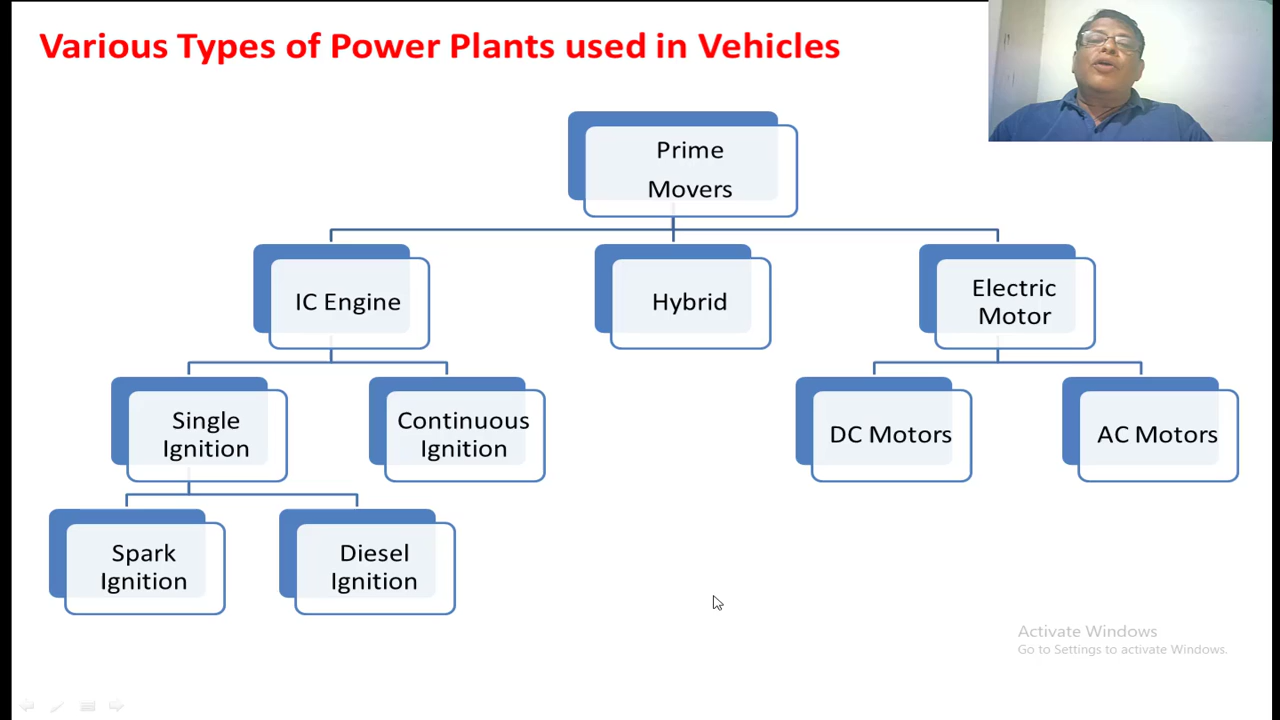 Various Types of Power Plants used in Vehicles
Prime
Movers
IC Engine
Hybrid
Electric
Motor
Single
Ignition
Continuous
Ignition
DC Motors
AC Motors
Spark
Ignition
Diesel
Ignition
Activate Windows
Go to Settings to activate Windows.